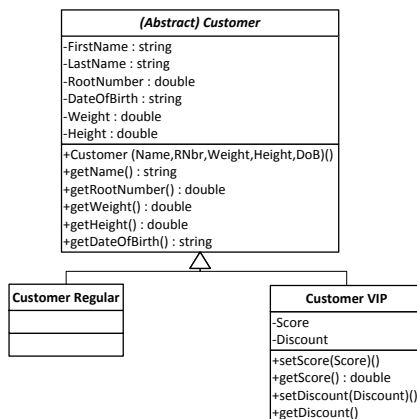 (Abstract) Customer
-FirstName : string
-LastName : string
-RootNumber : double
-DateOfBirth : string
-Weight : double
-Height : double
+Customer (Name,RNbr,Weight,Height,DoB)()
+getName() : string
+getRootNumber() : double
+getWeight() : double
+getHeight() : double
+getDateOfBirth() : string
Customer Regular
Customer VIP
-Score
-Discount
+setScore(Score)()
+getScore() : double
+setDiscount(Discount)()
+getDiscount()